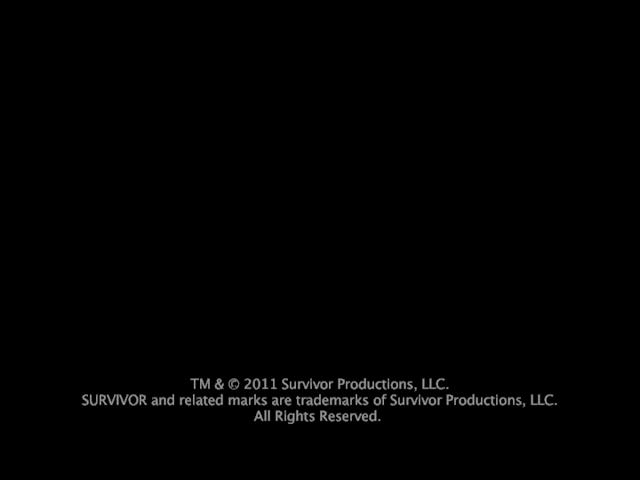 TM & © 2011 Survivor Productions, LLC.
SURVIVOR and related marks are trademarks of Survivor Productions, LLC.
All Rights Reserved.